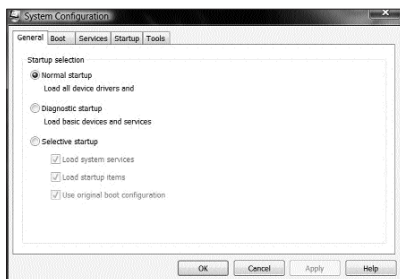 System Configuration
General Boot Services Startup Tools
Startup selection
Normal startup
Load all device drivers and
Diagnostic startup
Load basic devices and services
Selective startup
Load system services
Load startup items
Use original boot configuration
OK Cancel Apply Help